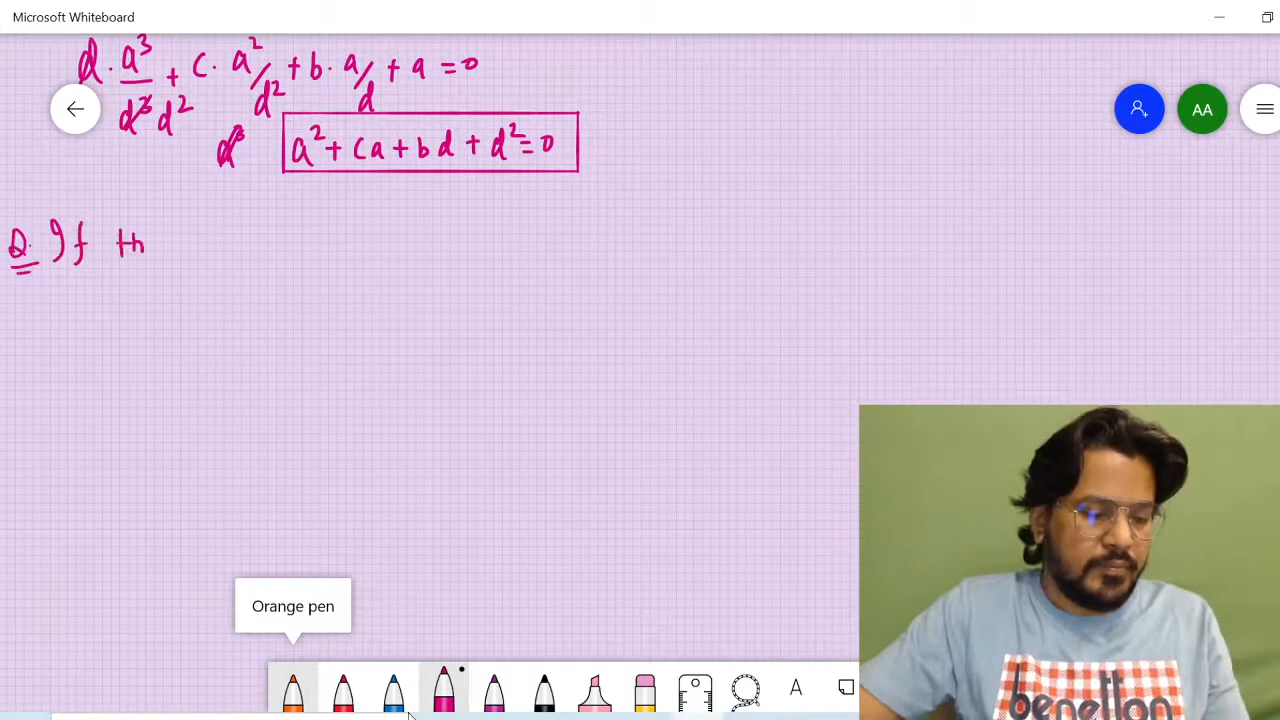 Microsoft Whiteboard
d · a³/d³ d² + c · a²/d² + b · a/d + a = 0
d³
a² + ca + bd + d² = 0
AA
Q. If th
Orange pen
A
benetton